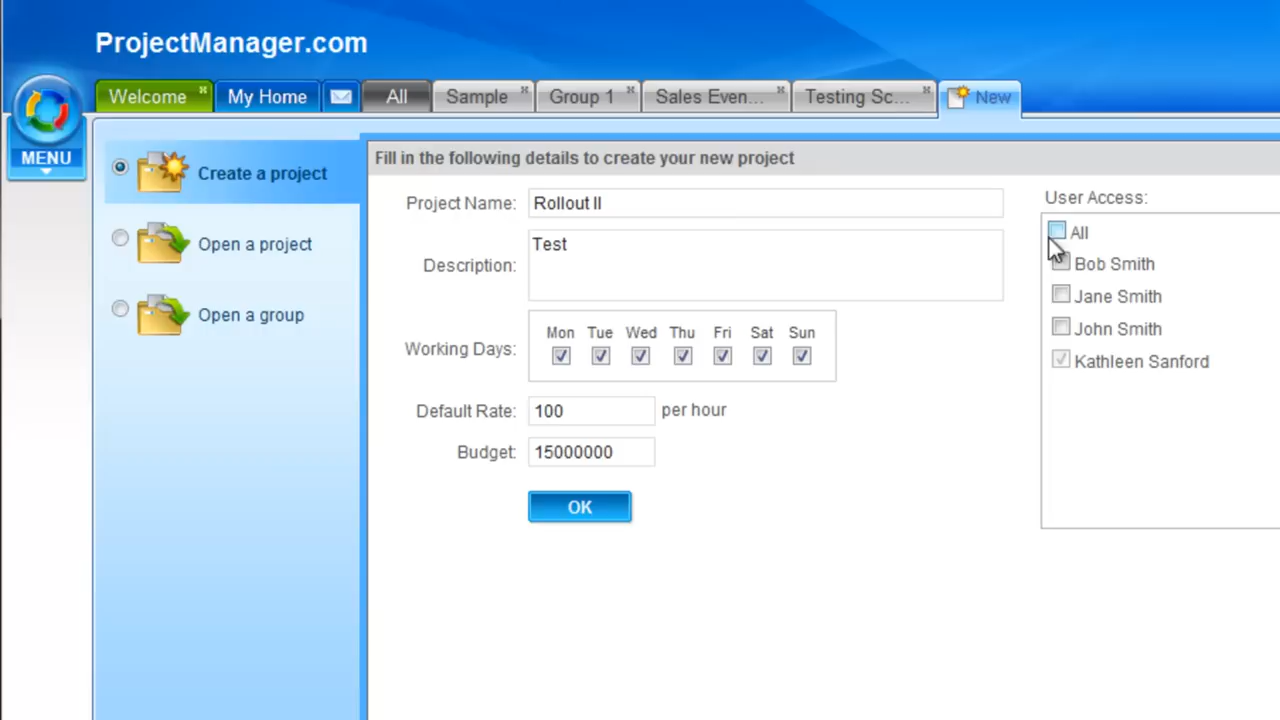 ProjectManager.com
MENU
Welcome My Home All Sample Group 1 Sales Even... Testing Sc... New
Create a project
Open a project
Open a group
Fill in the following details to create your new project
Project Name: Rollout II
Description: Test
Working Days: Mon Tue Wed Thu Fri Sat Sun
Default Rate: 100 per hour
Budget: 15000000
OK
User Access:
All
Bob Smith
Jane Smith
John Smith
Kathleen Sanford